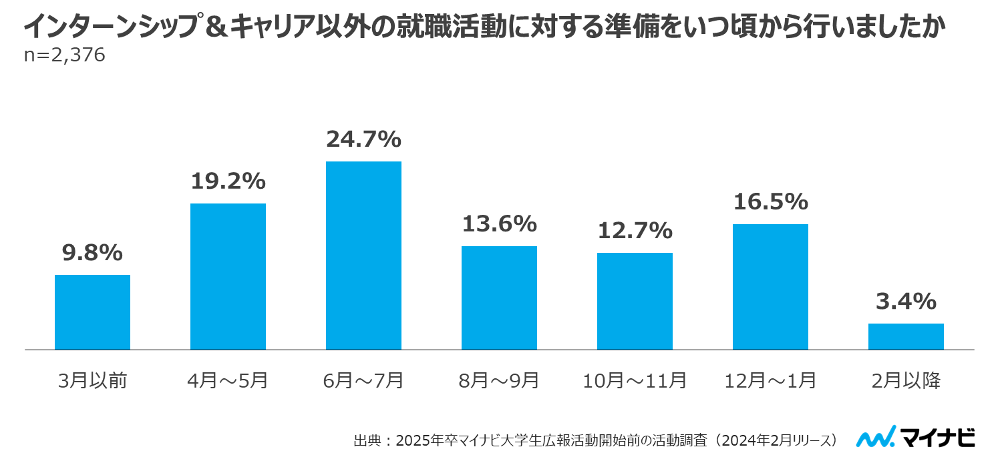 インターンシップ＆キャリア以外の就職活動に対する準備をいつ頃から行いましたか
n=2,376
24.7%
19.2%
16.5%
13.6%
12.7%
9.8%
3.4%
3月以前 4月～5月 6月～7月 8月～9月 10月～11月 12月～1月 2月以降
出典：2025年卒マイナビ大学生広報活動開始前の活動調査（2024年2月リリース） マイナビ